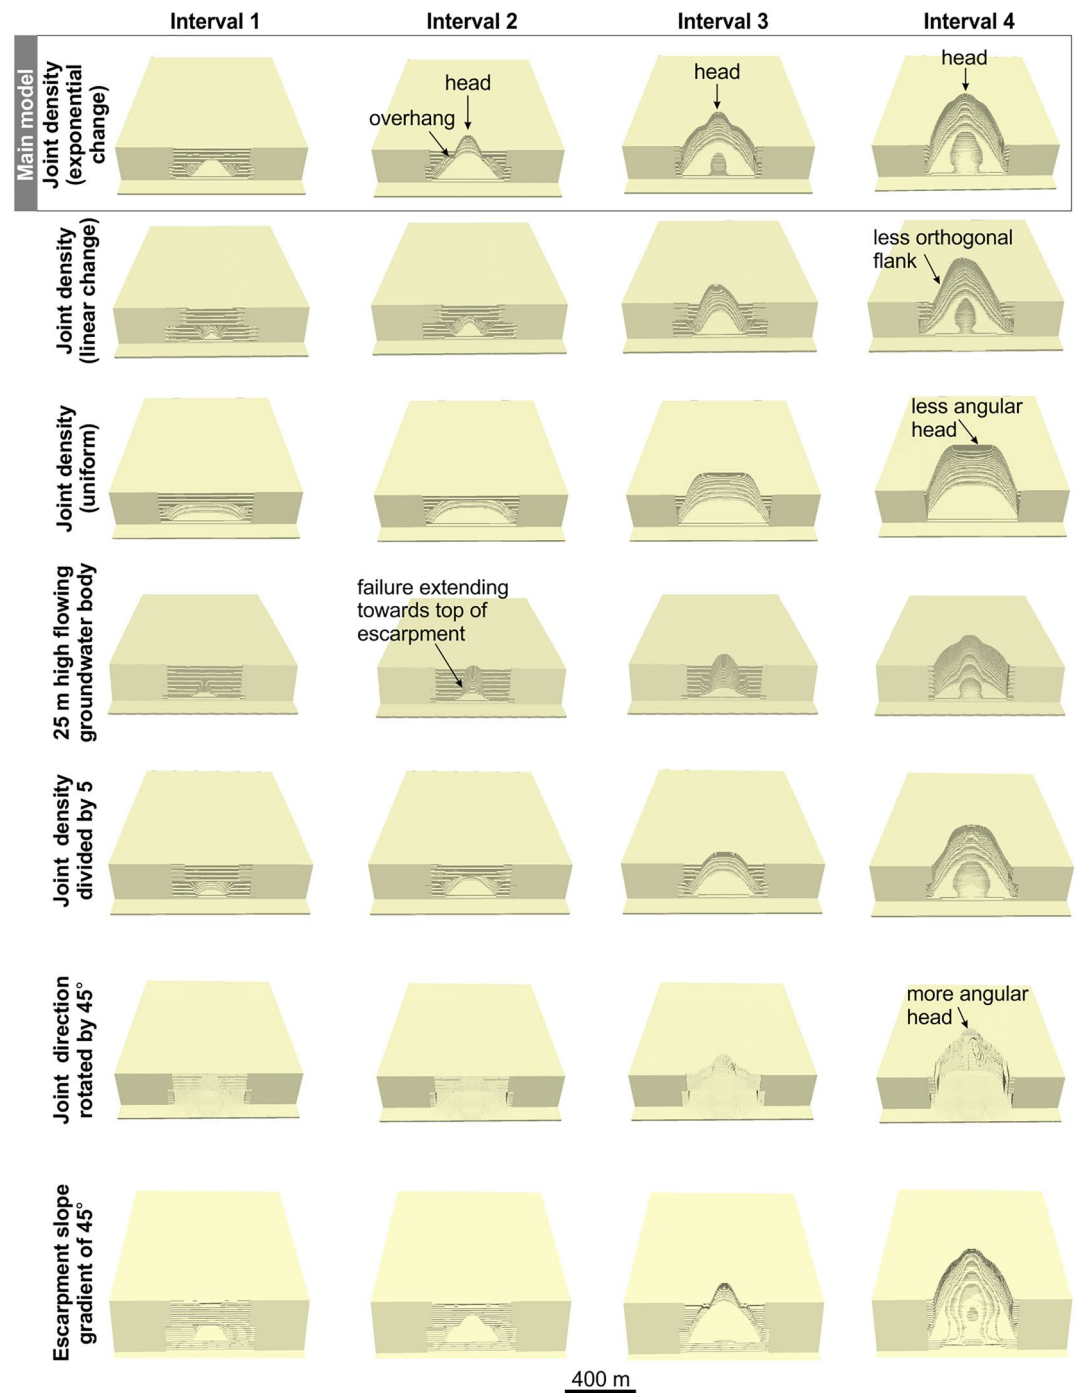 Interval 1
Interval 2
Interval 3
Interval 4
Main model
Joint density
(exponential
change)
head
overhang
head
head
Joint density
(linear change)
less orthogonal
flank
Joint density
(uniform)
less angular
head
25 m high flowing
groundwater body
failure extending
towards top of
escarpment
Joint density
divided by 5
Joint direction
rotated by 45°
more angular
head
Escarpment slope
gradient of 45°
400 m